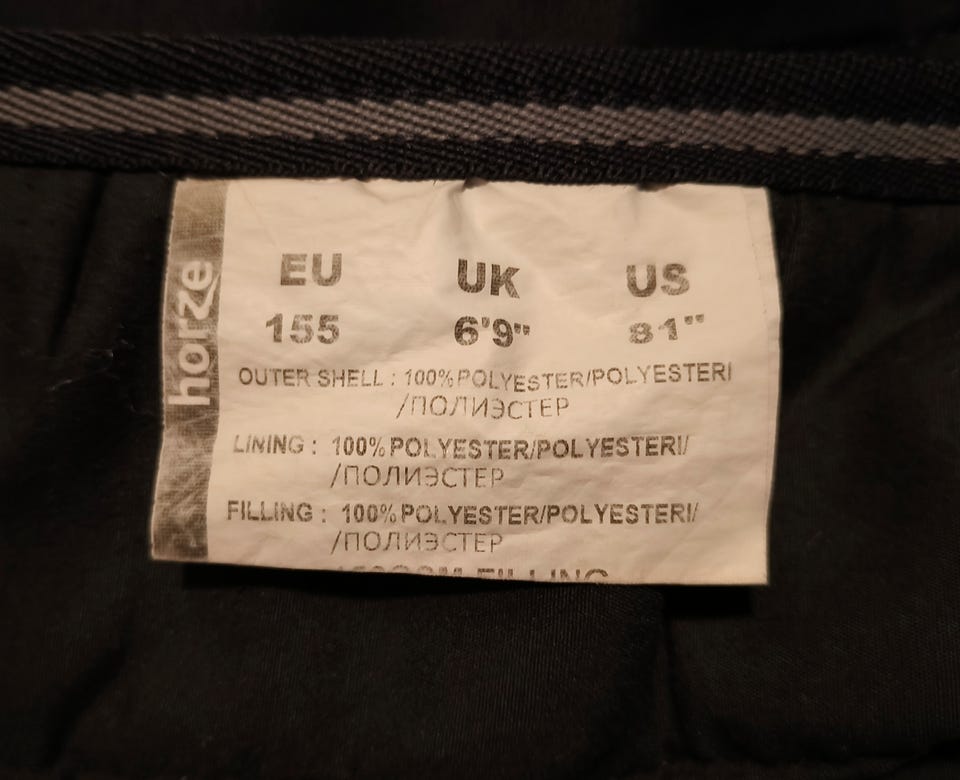 horze
EU UK US
155 6'9" 81"
OUTER SHELL : 100% POLYESTER/POLYESTERI
/ПОЛИЭСТЕР
LINING : 100% POLYESTER/POLYESTERI/
/ПОЛИЭСТЕР
FILLING : 100% POLYESTER/POLYESTERI/
/ПОЛИЭСТЕР
FILLING